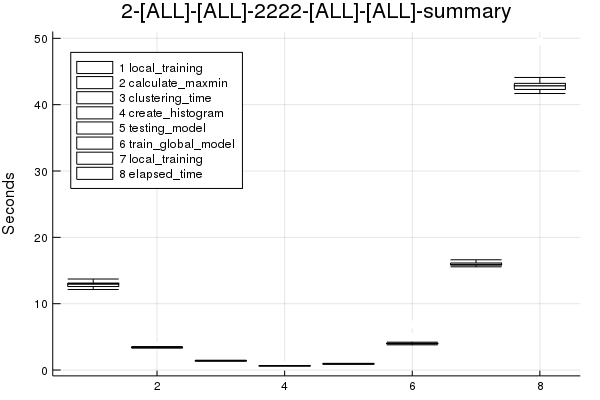 2-[ALL]-[ALL]-2222-[ALL]-[ALL]-summary
50
1 local_training
2 calculate_maxmin
3 clustering_time
4 create_histogram
5 testing_model
6 train_global_model
7 local_training
8 elapsed_time
40
30
20
10
0
Seconds
2
4
6
8